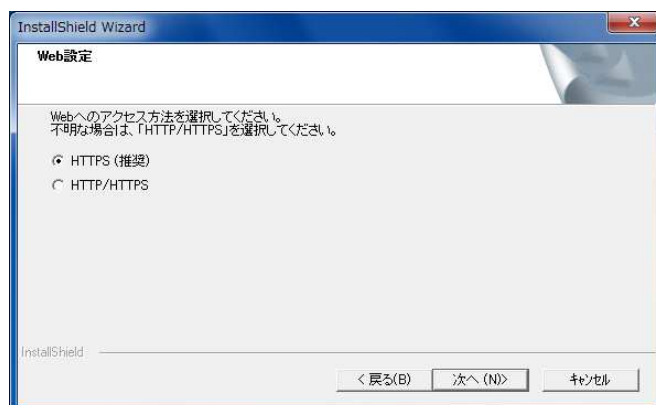 InstallShield Wizard
Web設定
Webへのアクセス方法を選択してください。
不明な場合は、「HTTP/HTTPS」を選択してください。
HTTPS (推奨)
HTTP/HTTPS
InstallShield
< 戻る(B)
次へ (N)>
キャンセル